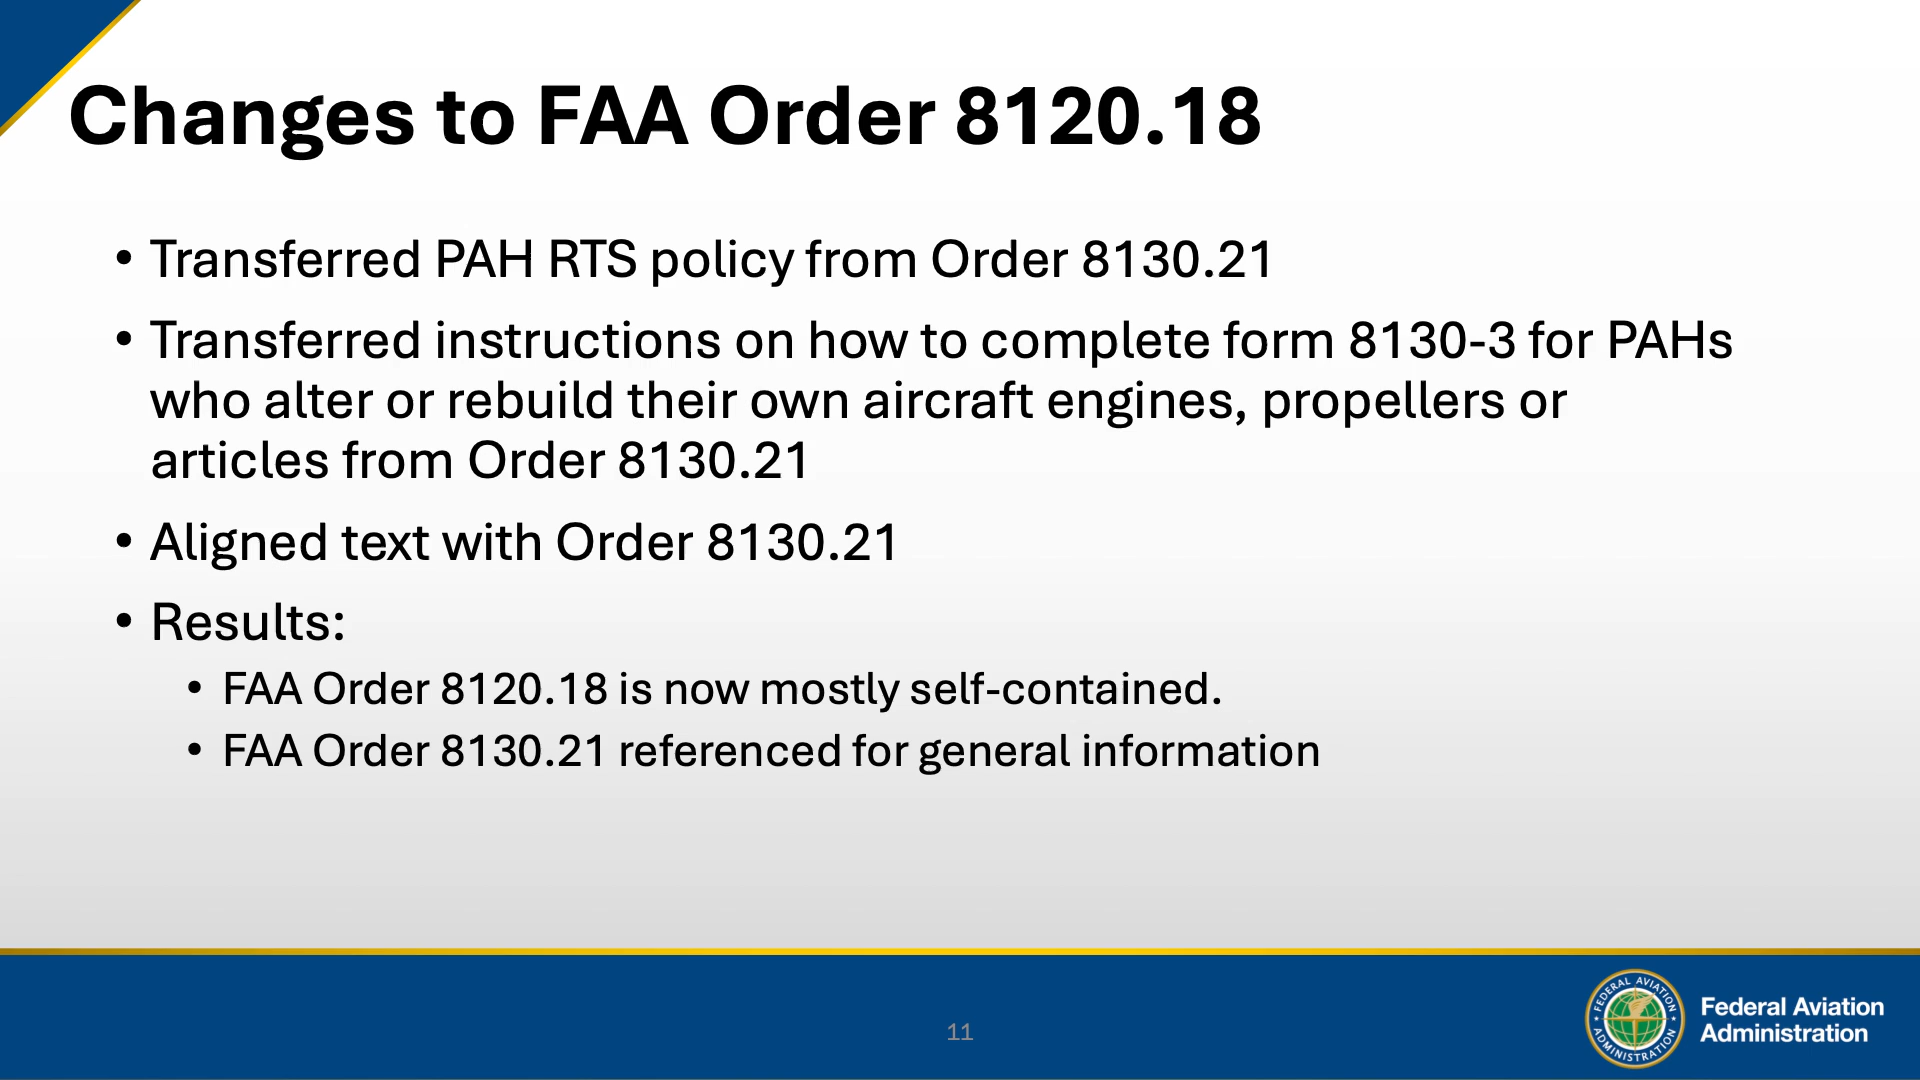 Changes to FAA Order 8120.18
• Transferred PAH RTS policy from Order 8130.21
• Transferred instructions on how to complete form 8130-3 for PAHs
who alter or rebuild their own aircraft engines, propellers or
articles from Order 8130.21
• Aligned text with Order 8130.21
• Results:
• FAA Order 8120.18 is now mostly self-contained.
• FAA Order 8130.21 referenced for general information
11
FEDERAL AVIATION
ADMINISTRATION
Federal Aviation
Administration